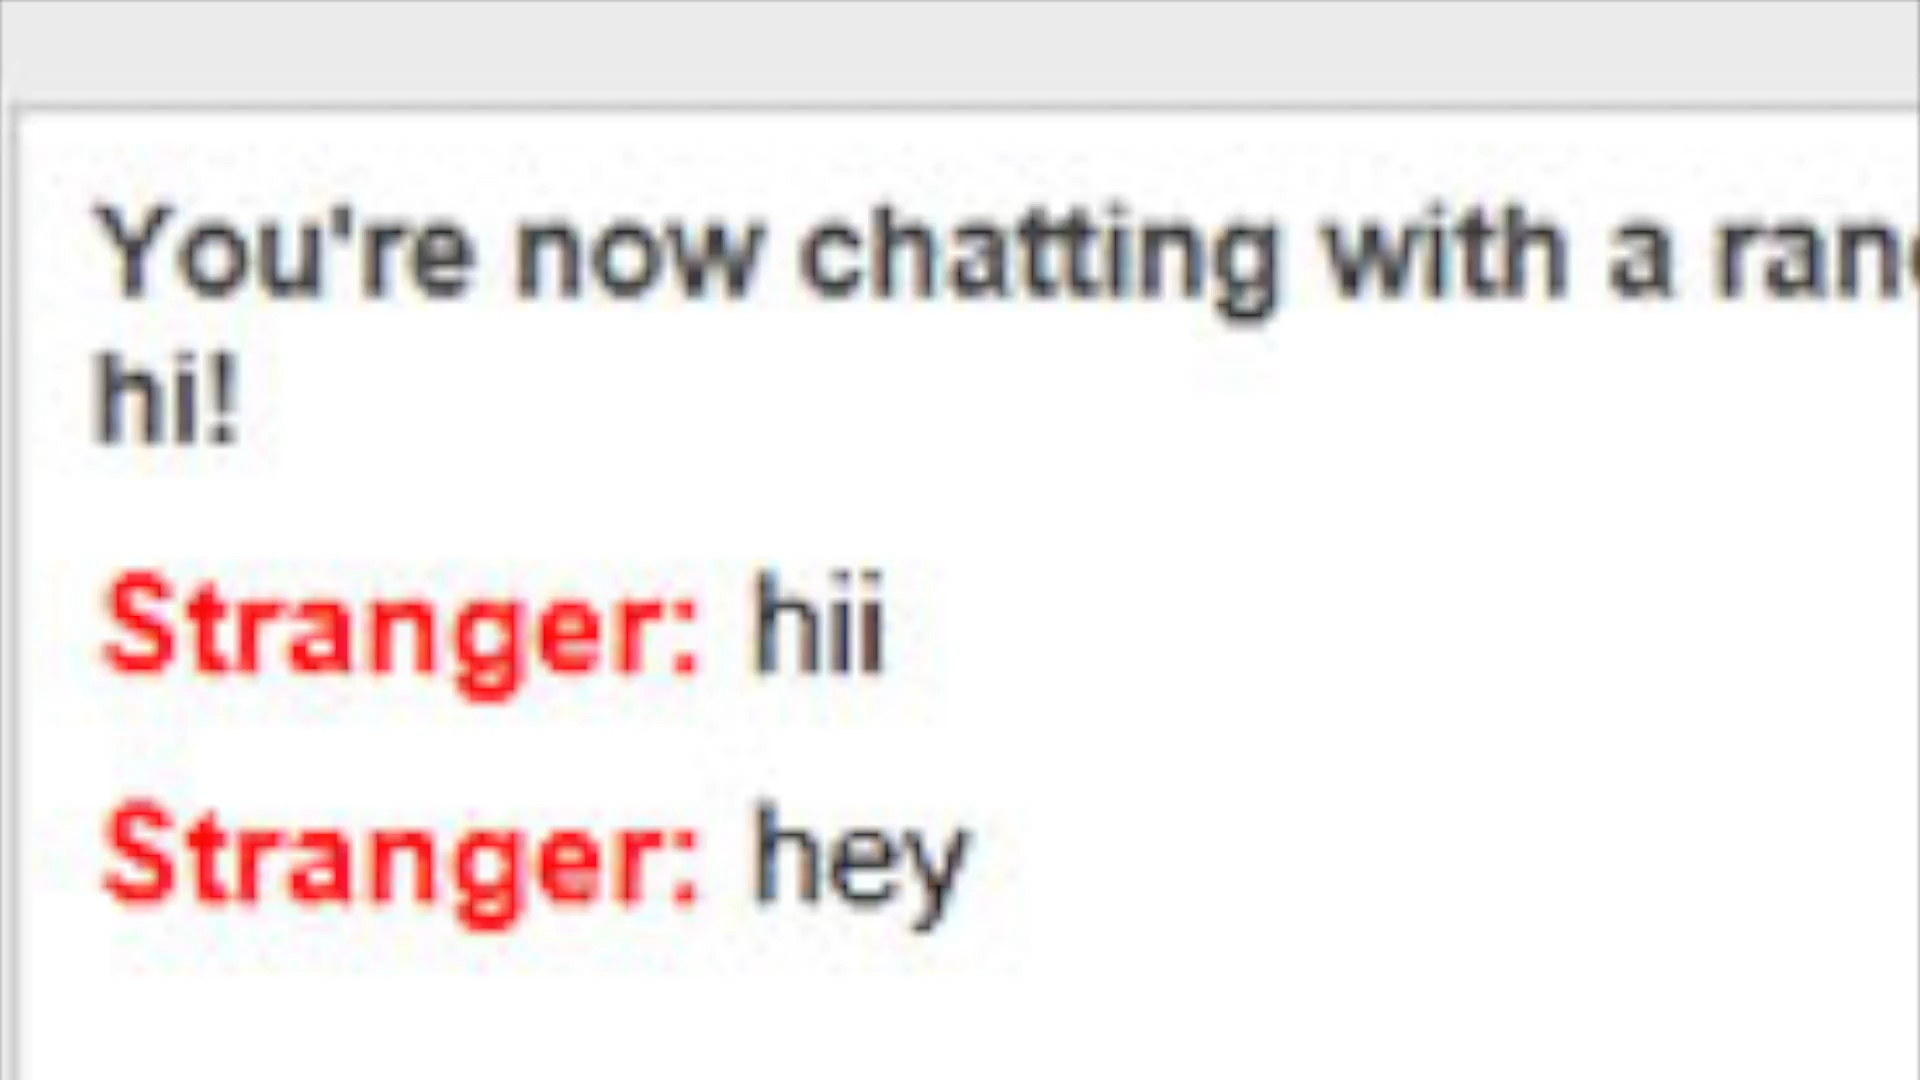 You're now chatting with a
hi!
Stranger: hii
Stranger: hey